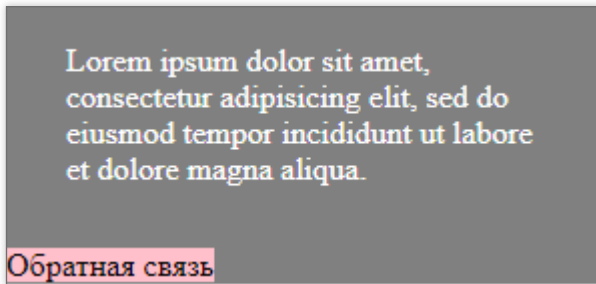 Lorem ipsum dolor sit amet,
consectetur adipisicing elit, sed do
eiusmod tempor incididunt ut labore
et dolore magna aliqua.
Обратная связь